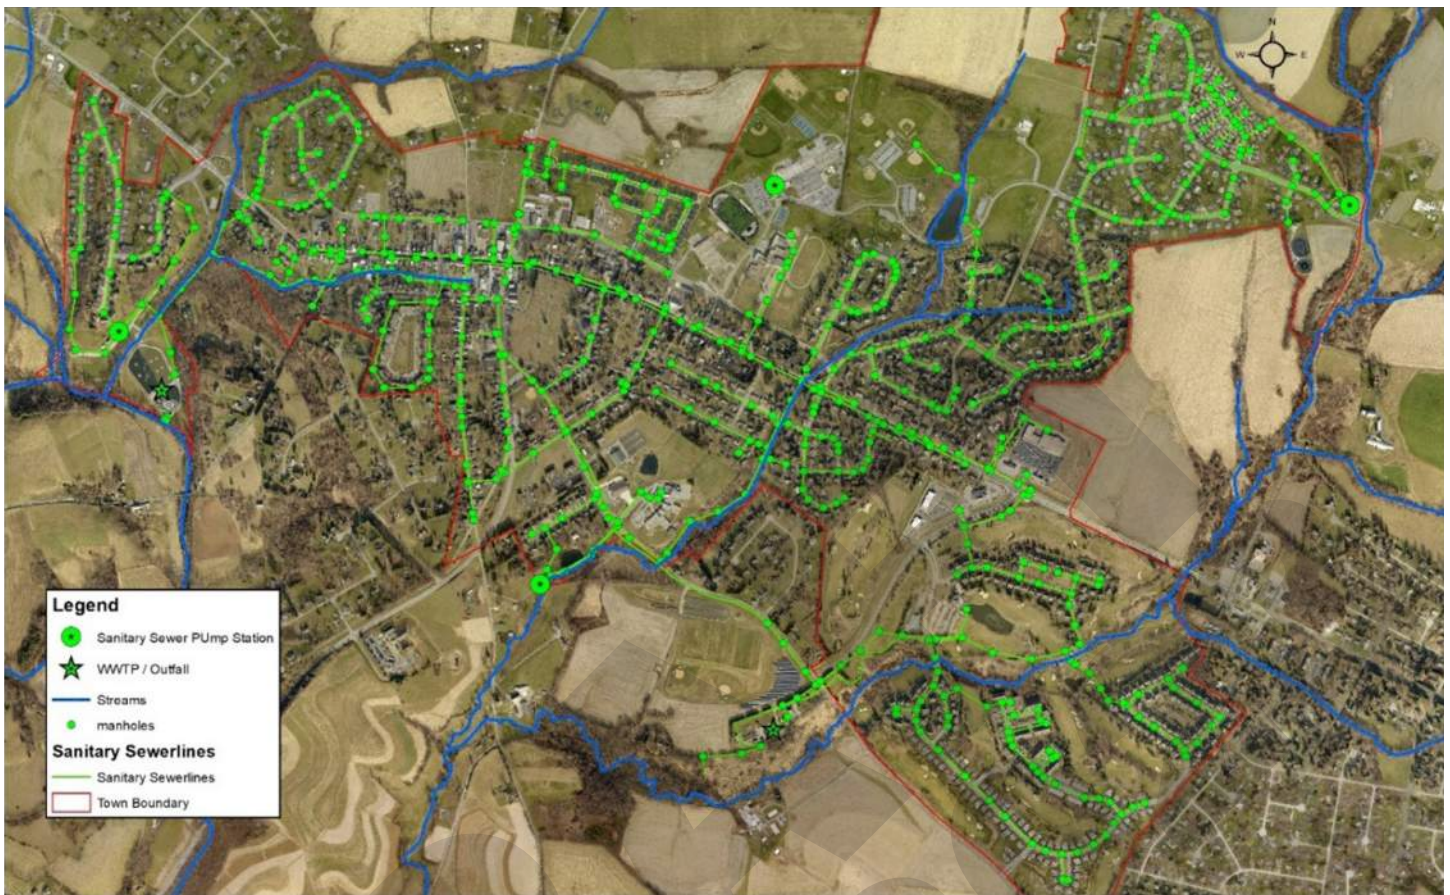 N
W E
S
Legend
Sanitary Sewer PUmp Station
WWTP / Outfall
Streams
manholes
Sanitary Sewerlines
Sanitary Sewerlines
Town Boundary